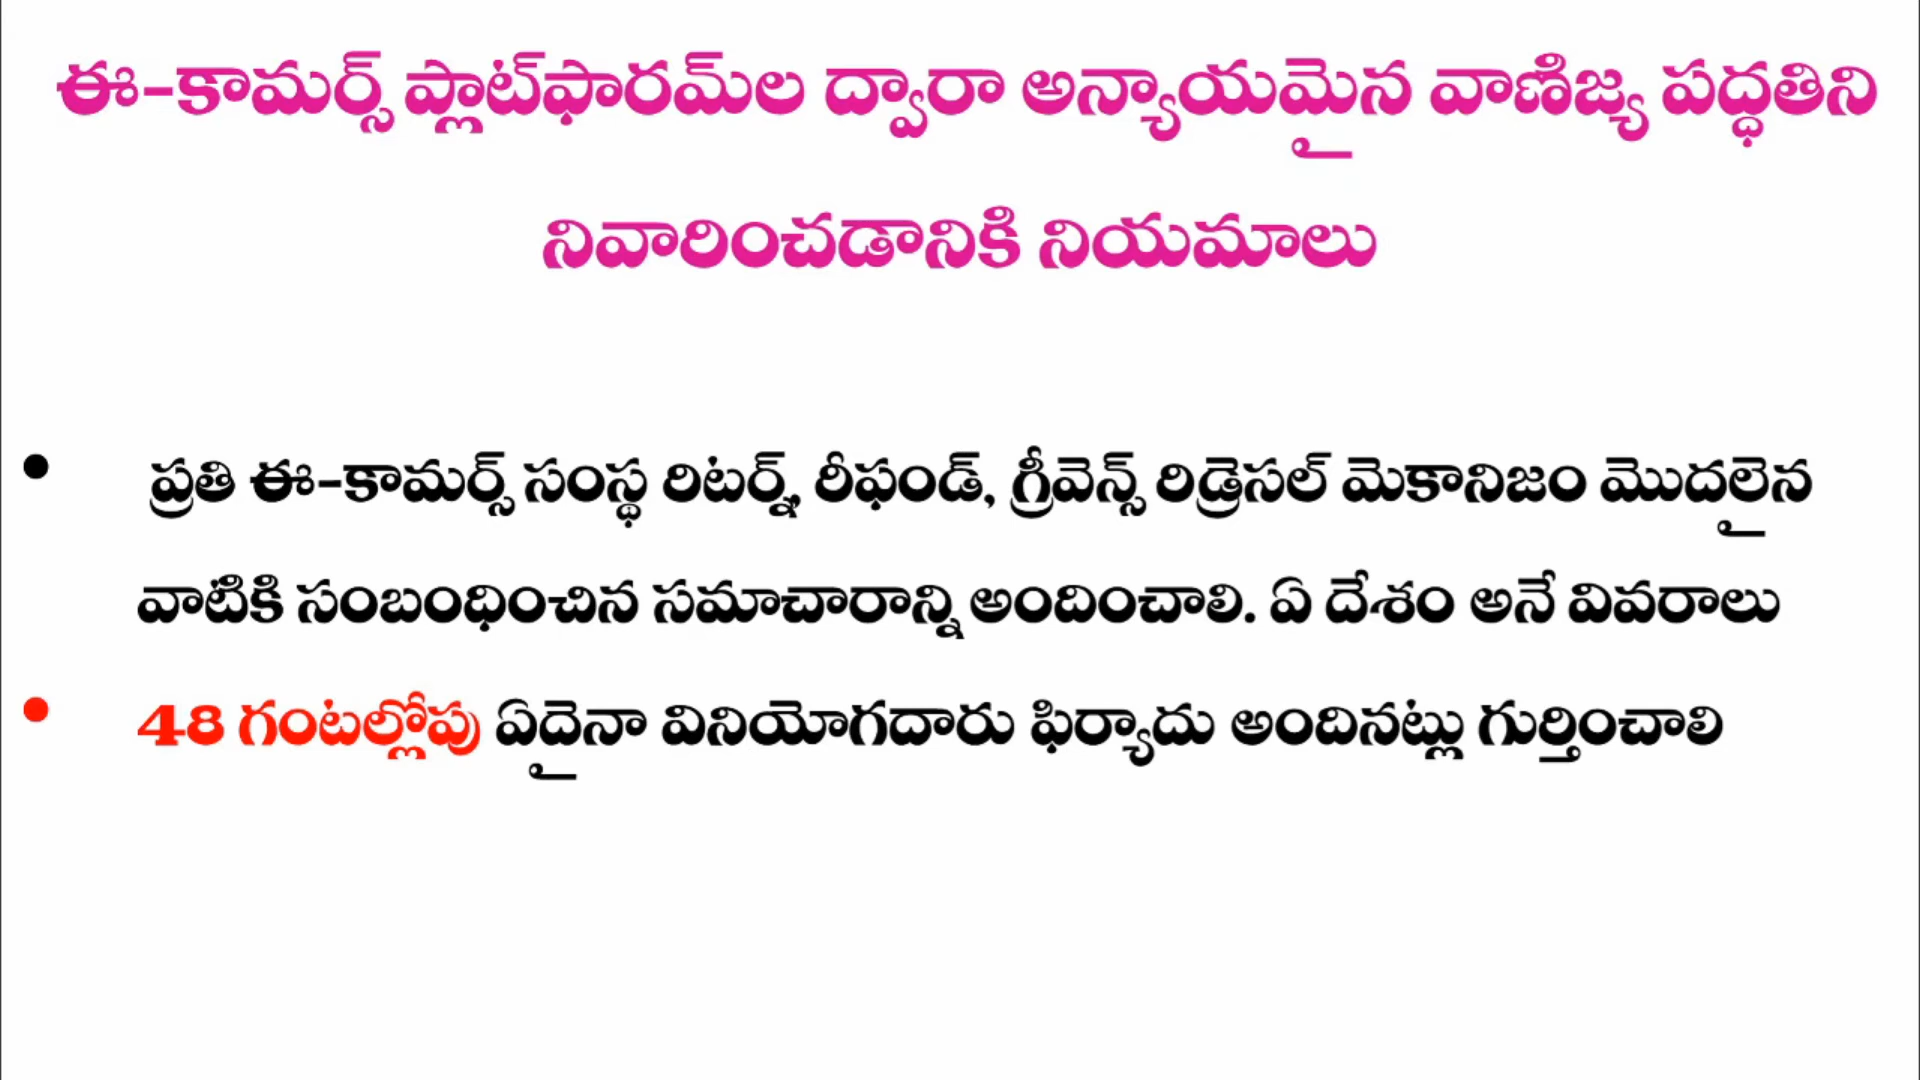 ఈ-కామర్స్ ప్లాట్‌ఫారమ్‌ల ద్వారా అన్యాయమైన వాణిజ్య పద్ధతిని
నివారించడానికి నియమాలు
• ప్రతి ఈ-కామర్స్ సంస్థ రిటర్న్, రీఫండ్, గ్రీవెన్స్ రిడ్రెసల్ మెకానిజం మొదలైన
వాటికి సంబంధించిన సమాచారాన్ని అందించాలి. ఏ దేశం అనే వివరాలు
• 48 గంటల్లోపు ఏదైనా వినియోగదారు ఫిర్యాదు అందినట్లు గుర్తించాలి